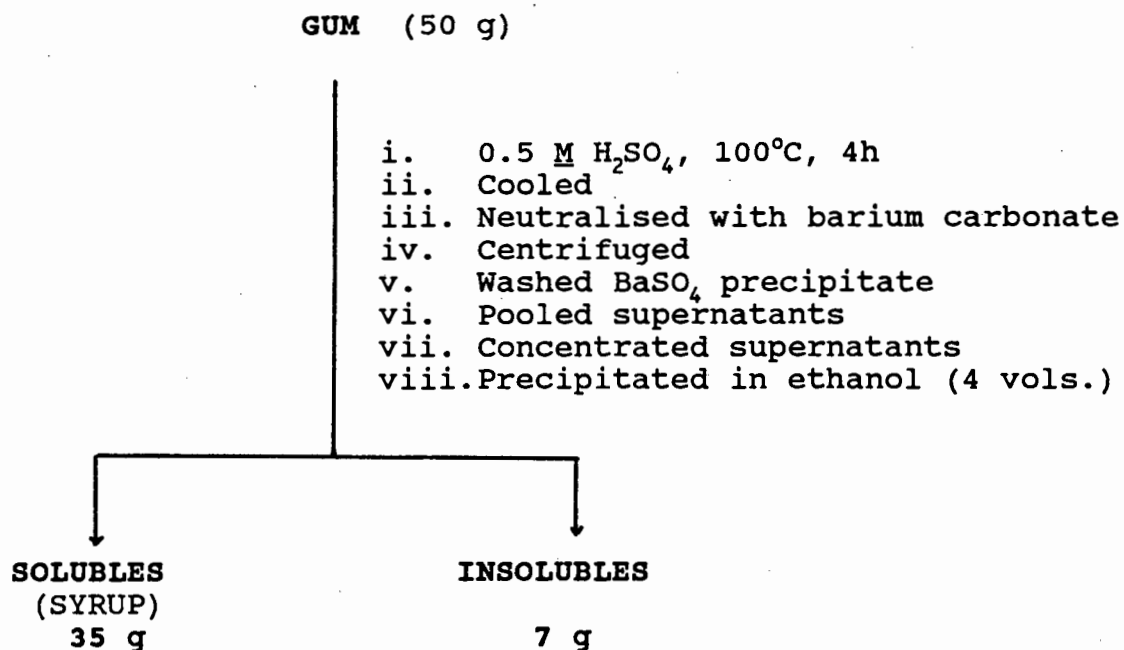 GUM (50 g)
i. 0.5 M H₂SO₄, 100°C, 4h
ii. Cooled
iii. Neutralised with barium carbonate
iv. Centrifuged
v. Washed BaSO₄ precipitate
vi. Pooled supernatants
vii. Concentrated supernatants
viii.Precipitated in ethanol (4 vols.)
SOLUBLES
(SYRUP)
35 g
INSOLUBLES
7 g